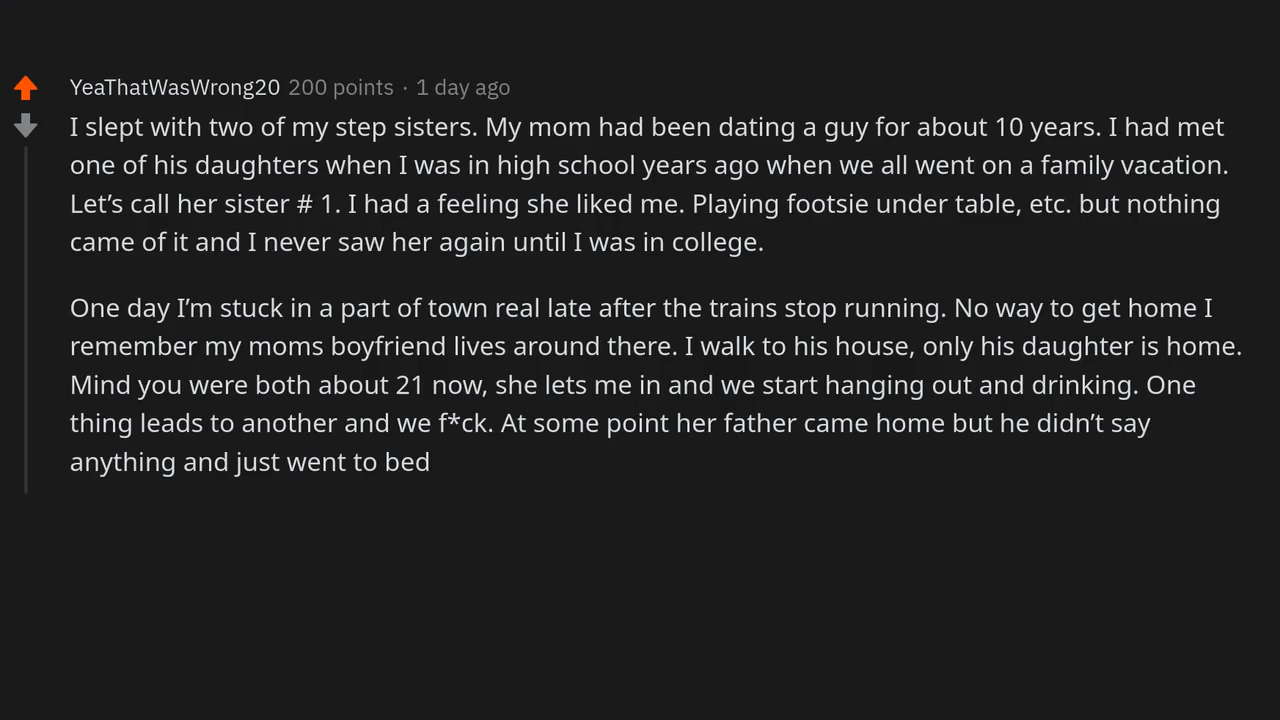 YeaThatWasWrong20 200 points · 1 day ago
I slept with two of my step sisters. My mom had been dating a guy for about 10 years. I had met
one of his daughters when I was in high school years ago when we all went on a family vacation.
Let’s call her sister # 1. I had a feeling she liked me. Playing footsie under table, etc. but nothing
came of it and I never saw her again until I was in college.
One day I’m stuck in a part of town real late after the trains stop running. No way to get home I
remember my moms boyfriend lives around there. I walk to his house, only his daughter is home.
Mind you were both about 21 now, she lets me in and we start hanging out and drinking. One
thing leads to another and we f*ck. At some point her father came home but he didn’t say
anything and just went to bed